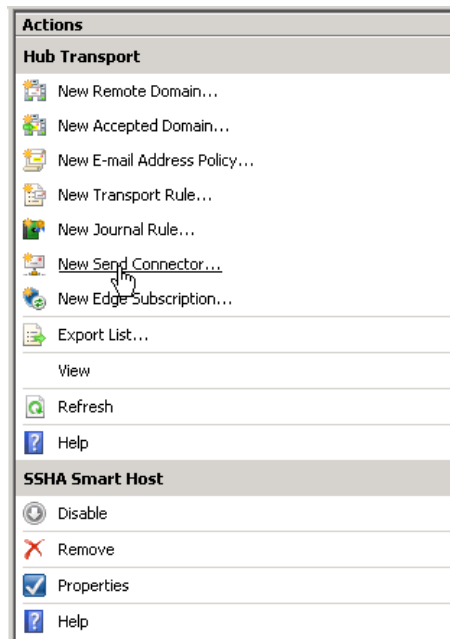 Actions
Hub Transport
New Remote Domain...
New Accepted Domain...
New E-mail Address Policy...
New Transport Rule...
New Journal Rule...
New Send Connector...
New Edge Subscription...
Export List...
View
Refresh
Help
SSHA Smart Host
Disable
Remove
Properties
Help